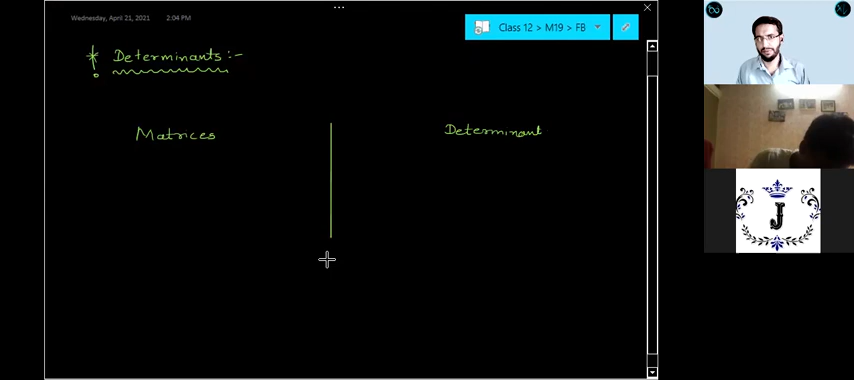 Wednesday, April 21, 2021 2:04 PM
Class 12 > M19 > FB
* Determinants :-
Matrices
Determinant
J